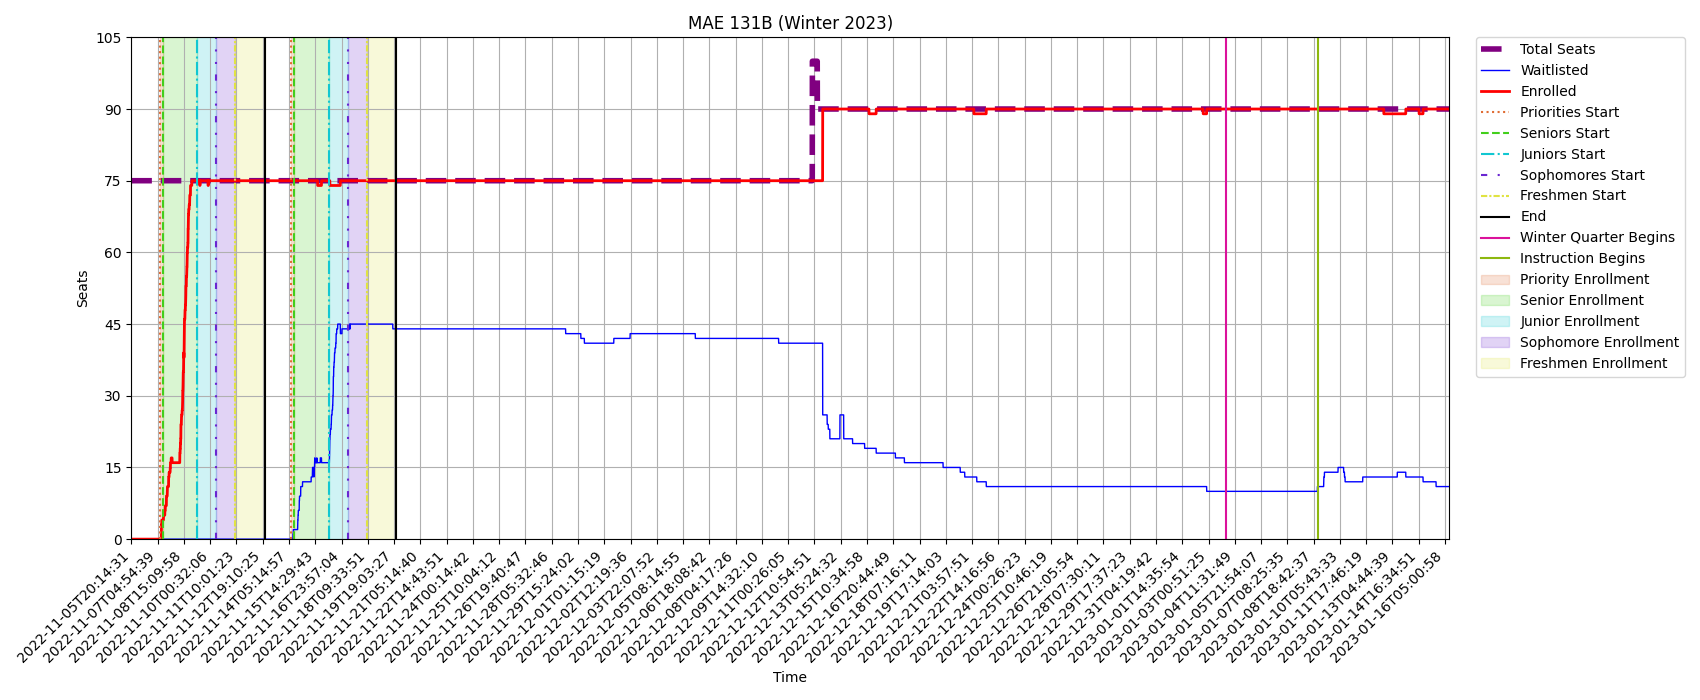 MAE 131B (Winter 2023)
105
90
75
60
45
30
15
0
Seats
2022-11-05T20:14:31
2022-11-07T04:54:39
2022-11-08T15:09:58
2022-11-10T00:32:06
2022-11-11T10:01:23
2022-11-12T19:10:25
2022-11-14T05:14:57
2022-11-15T14:29:43
2022-11-16T23:57:04
2022-11-18T09:33:51
2022-11-19T19:03:27
2022-11-21T05:14:40
2022-11-22T14:43:51
2022-11-24T00:14:42
2022-11-25T10:04:12
2022-11-26T19:40:47
2022-11-28T05:32:46
2022-11-29T15:24:02
2022-12-01T01:15:19
2022-12-02T12:19:36
2022-12-03T22:07:52
2022-12-05T08:14:55
2022-12-06T18:08:42
2022-12-08T04:17:26
2022-12-09T14:32:10
2022-12-11T00:26:05
2022-12-12T10:54:51
2022-12-13T05:24:32
2022-12-15T10:34:58
2022-12-16T20:44:49
2022-12-18T07:16:11
2022-12-19T17:14:03
2022-12-21T03:57:51
2022-12-22T14:16:56
2022-12-24T00:26:23
2022-12-25T10:46:19
2022-12-26T21:05:54
2022-12-28T07:30:11
2022-12-29T17:37:23
2022-12-31T04:19:42
2023-01-01T14:35:54
2023-01-03T00:51:25
2023-01-04T11:31:49
2023-01-05T21:54:07
2023-01-07T08:25:35
2023-01-08T18:42:37
2023-01-10T05:43:33
2023-01-11T17:46:19
2023-01-13T04:44:39
2023-01-14T16:34:51
2023-01-16T05:00:58
Time
Total Seats
Waitlisted
Enrolled
Priorities Start
Seniors Start
Juniors Start
Sophomores Start
Freshmen Start
End
Winter Quarter Begins
Instruction Begins
Priority Enrollment
Senior Enrollment
Junior Enrollment
Sophomore Enrollment
Freshmen Enrollment